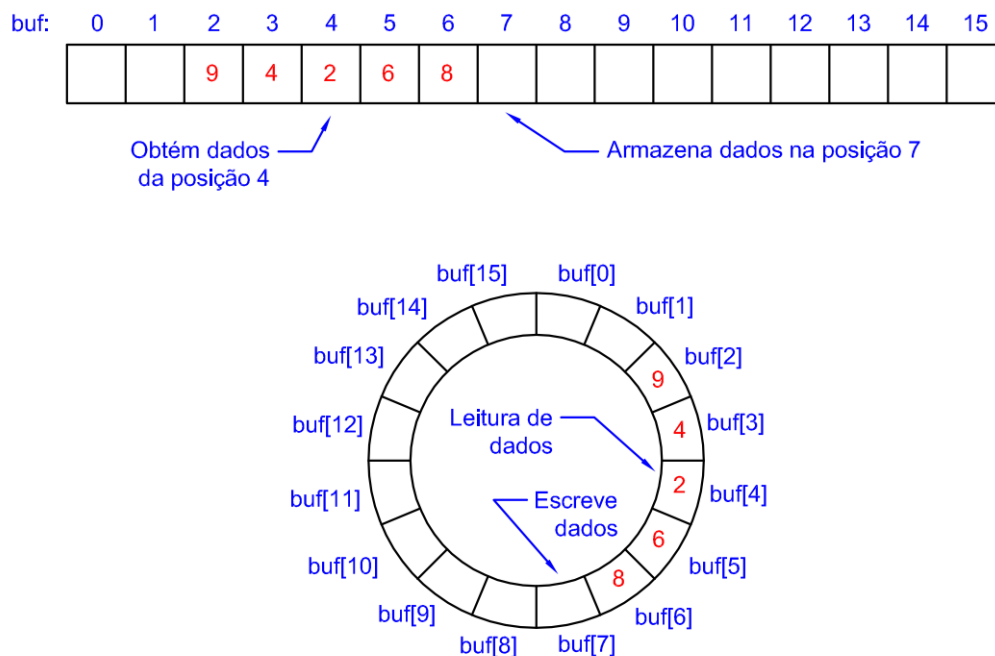 buf: 0 1 2 3 4 5 6 7 8 9 10 11 12 13 14 15
9 4 2 6 8
Obtém dados
da posição 4
Armazena dados na posição 7
buf[15] buf[0]
buf[14] buf[1]
buf[13] buf[2]
9
buf[12] Leitura de
dados
4 buf[3]
2 buf[4]
buf[11] Escreve
dados
6 buf[5]
buf[10] 8 buf[6]
buf[9]
buf[8] buf[7]